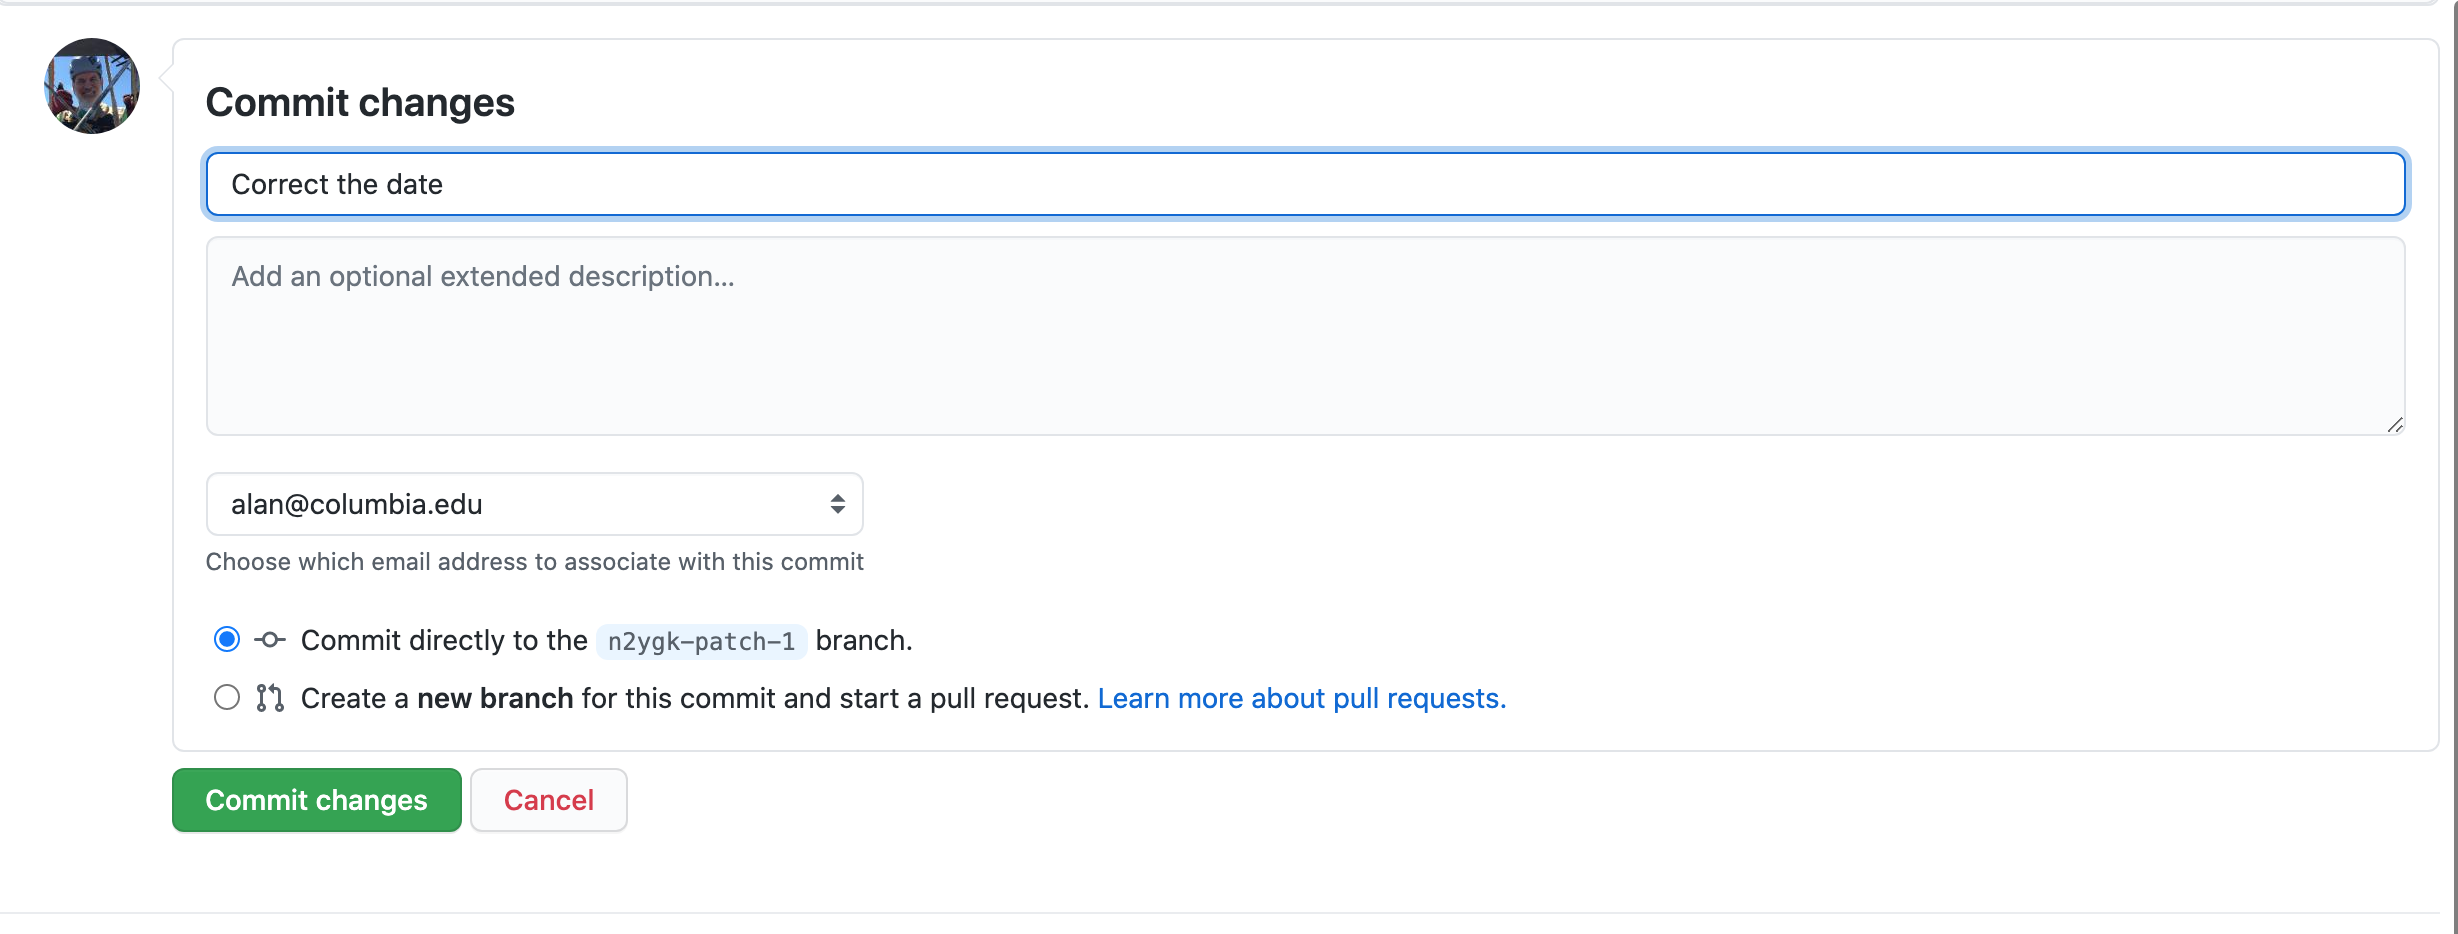 Commit changes
Correct the date
Add an optional extended description...
alan@columbia.edu
Choose which email address to associate with this commit
Commit directly to the n2ygk-patch-1 branch.
Create a new branch for this commit and start a pull request. Learn more about pull requests.
Commit changes Cancel